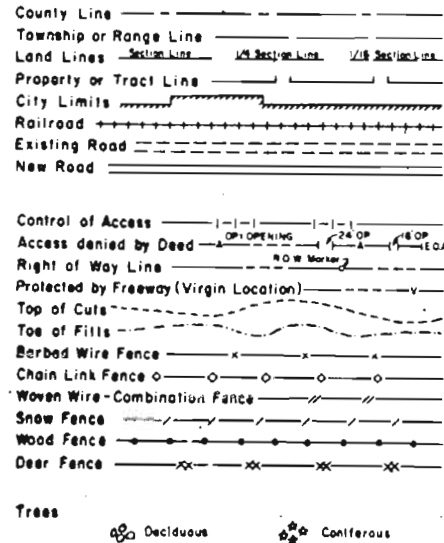 County Line
Township or Range Line
Land Lines Section Line 1/4 Section Line 1/16 Section Line
Property or Tract Line
City Limits
Railroad
Existing Road
New Road
Control of Access
Access denied by Deed OP: OPENING 24' OP 18' OP E.O.A
Right of Way Line R.O.W. Marker
Protected by Freeway (Virgin Location) V
Top of Cuts
Toe of Fills
Barbed Wire Fence
Chain Link Fence
Woven Wire-Combination Fence
Snow Fence
Wood Fence
Deer Fence
Trees
Deciduous Coniferous